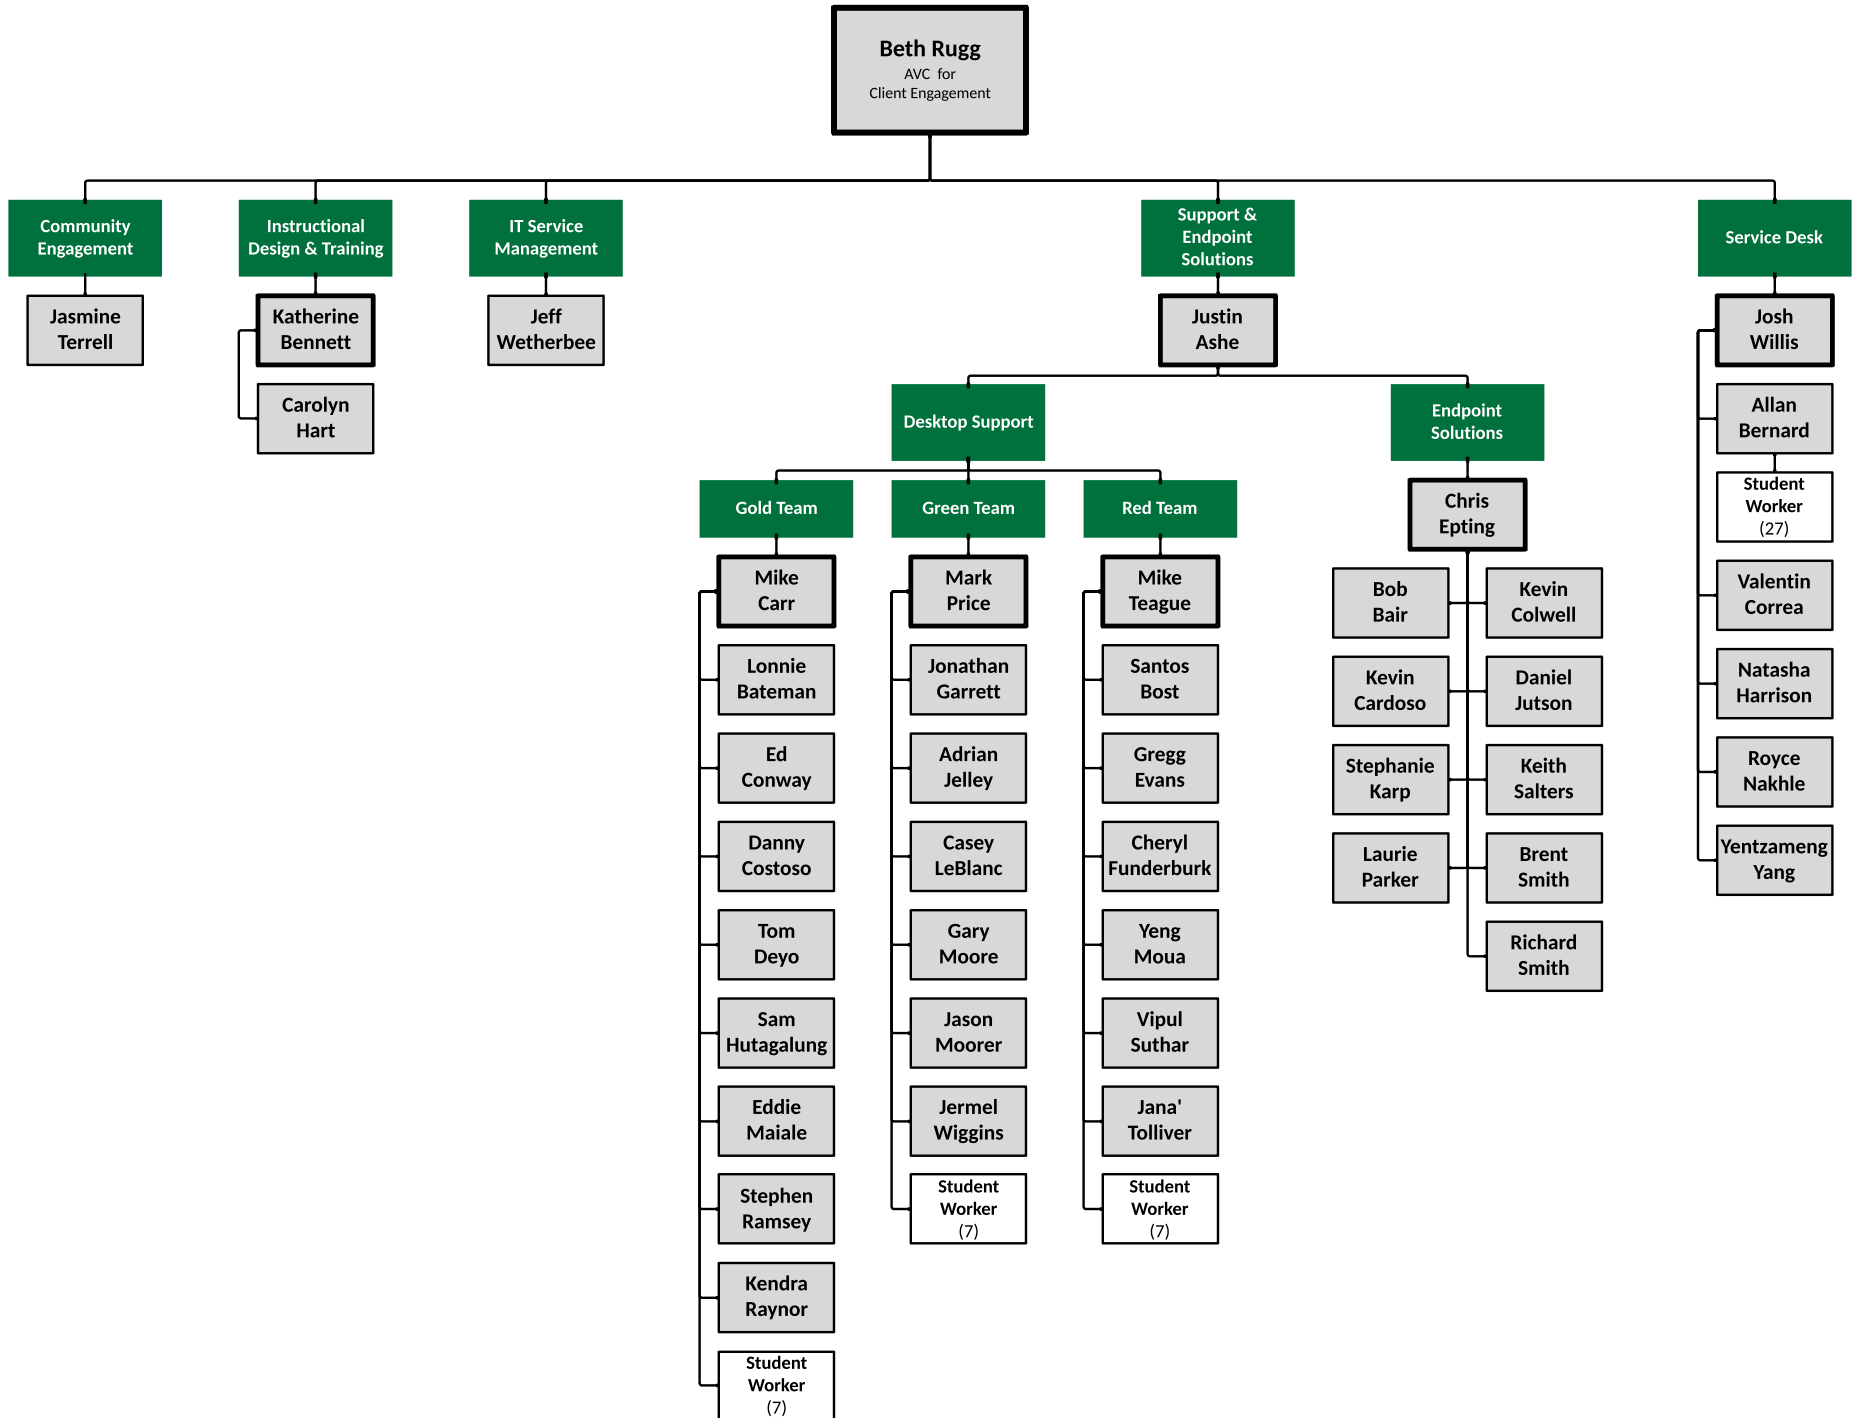 Beth Rugg
AVC for
Client Engagement
Community
Engagement
Jasmine
Terrell
Instructional
Design & Training
Katherine
Bennett
Carolyn
Hart
IT Service
Management
Jeff
Wetherbee
Support &
Endpoint
Solutions
Justin
Ashe
Desktop Support
Gold Team
Mike
Carr
Lonnie
Bateman
Ed
Conway
Danny
Costoso
Tom
Deyo
Sam
Hutagalung
Eddie
Maiale
Stephen
Ramsey
Kendra
Raynor
Student
Worker
(7)
Green Team
Mark
Price
Jonathan
Garrett
Adrian
Jelley
Casey
LeBlanc
Gary
Moore
Jason
Moorer
Jermel
Wiggins
Student
Worker
(7)
Red Team
Mike
Teague
Santos
Bost
Gregg
Evans
Cheryl
Funderburk
Yeng
Moua
Vipul
Suthar
Jana'
Tolliver
Student
Worker
(7)
Endpoint
Solutions
Chris
Epting
Bob
Bair
Kevin
Colwell
Kevin
Cardoso
Daniel
Jutson
Stephanie
Karp
Keith
Salters
Laurie
Parker
Brent
Smith
Richard
Smith
Service Desk
Josh
Willis
Allan
Bernard
Student
Worker
(27)
Valentin
Correa
Natasha
Harrison
Royce
Nakhle
Yentzameng
Yang